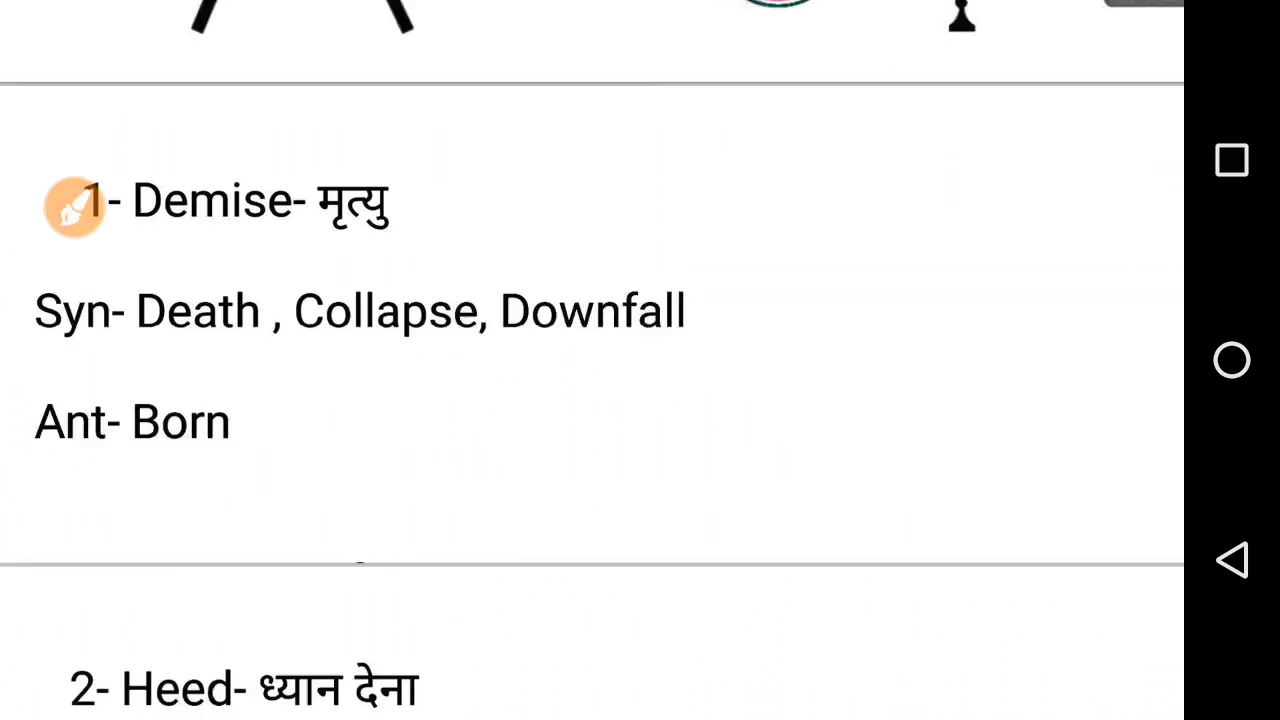 1- Demise- मृत्यु
Syn- Death , Collapse, Downfall
Ant- Born
2- Heed- ध्यान देना